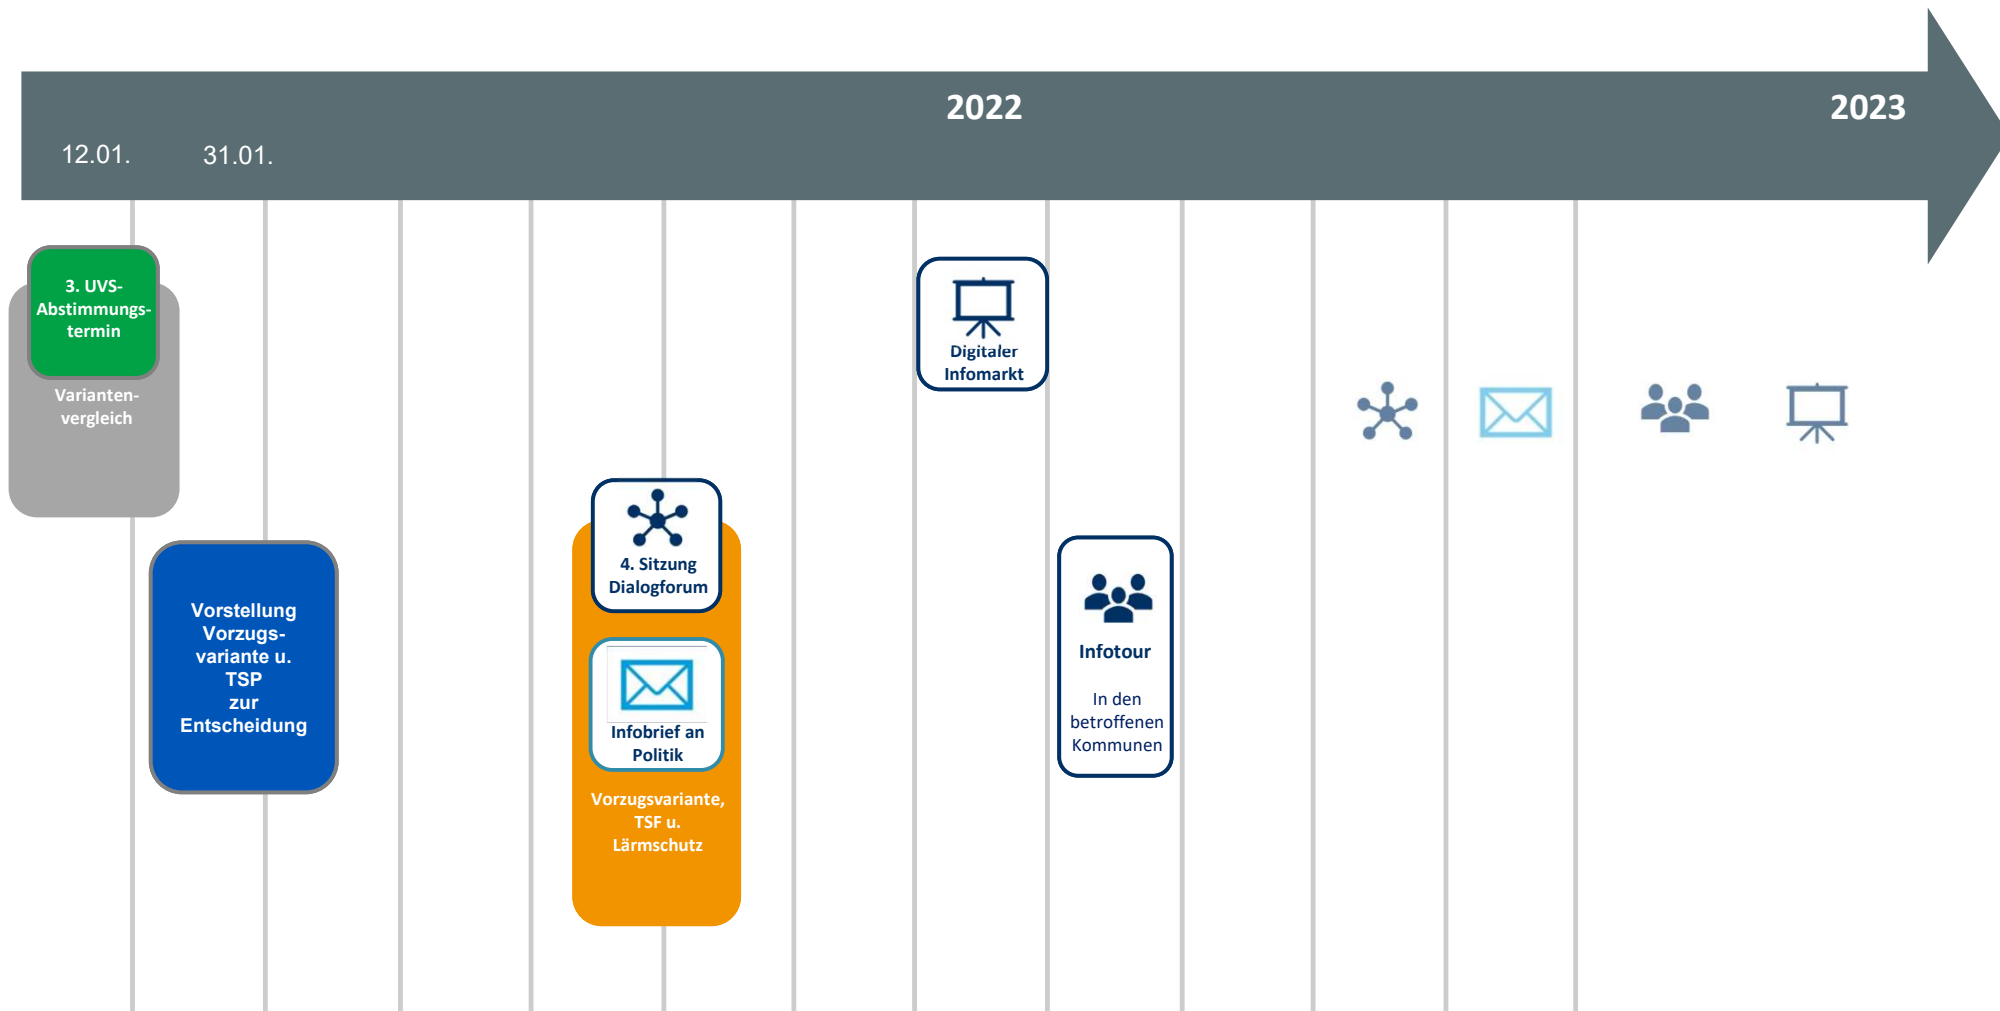 2022
2023
12.01.
31.01.
3. UVS-
Abstimmungs-
termin
Varianten-
vergleich
Vorstellung
Vorzugs-
variante u.
TSP
zur
Entscheidung
4. Sitzung
Dialogforum
Infobrief an
Politik
Vorzugsvariante,
TSF u.
Lärmschutz
Digitaler
Infomarkt
Infotour
In den
betroffenen
Kommunen